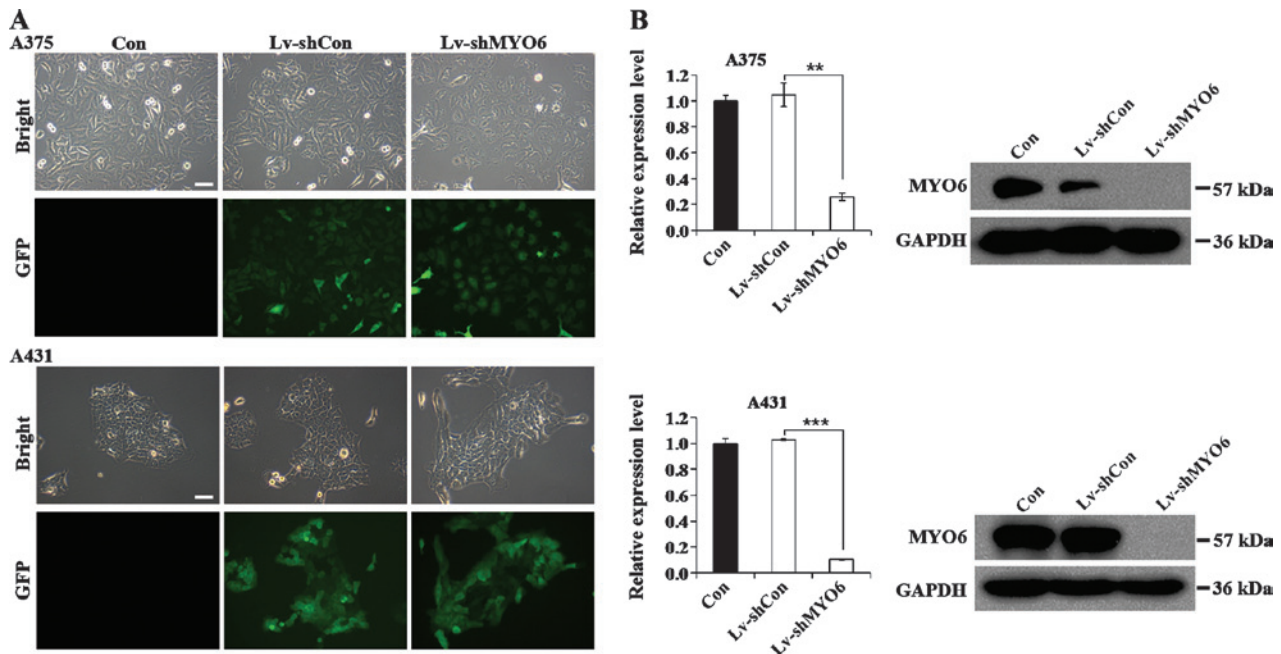 A
B
A375
Con
Lv-shCon
Lv-shMYO6
Bright
GFP
A431
Bright
GFP
A375
**
Relative expression level
1.2
1.0
0.8
0.6
0.4
0.2
0.0
Con
Lv-shCon
Lv-shMYO6
Con
Lv-shCon
Lv-shMYO6
MYO6
57 kDa
GAPDH
36 kDa
A431
***
Relative expression level
1.2
1.0
0.8
0.6
0.4
0.2
0.0
Con
Lv-shCon
Lv-shMYO6
Con
Lv-shCon
Lv-shMYO6
MYO6
57 kDa
GAPDH
36 kDa